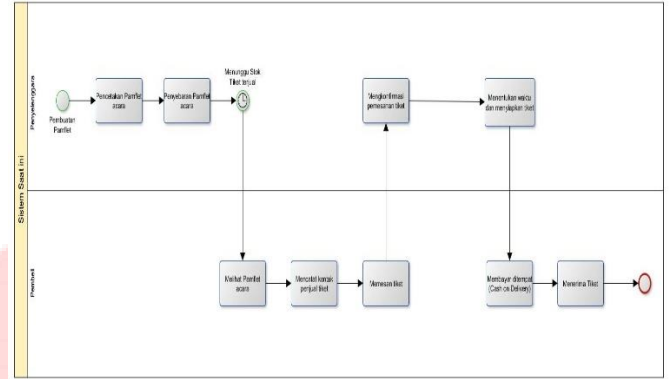 Sistem Saat ini
Penyelenggara
Pembuatan
Pamflet
Pencetakan Pamflet
acara
Penyebaran Pamflet
acara
Menunggu Stok
Tiket terjual
Mengkonfirmasi
pemesanan tiket
Menentukan waktu
dan menyiapkan tiket
Pembeli
Melihat Pamflet
acara
Mencatat kontak
penjual tiket
Memesan tiket
Membayar ditempat
(Cash on Delivery)
Menerima Tiket